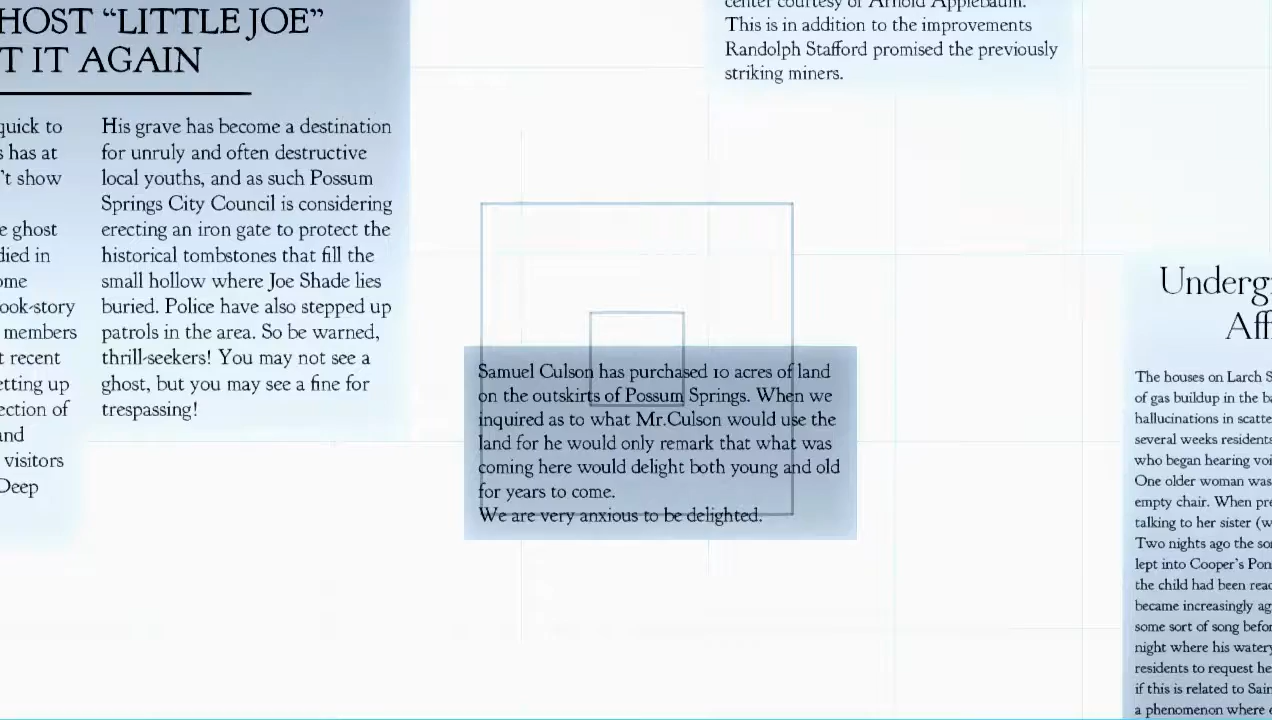 HOST “LITTLE JOE”
T IT AGAIN
quick to
s has at
't show
e ghost
died in
ome
ook-story
members
t recent
etting up
ection of
and
visitors
Deep
His grave has become a destination
for unruly and often destructive
local youths, and as such Possum
Springs City Council is considering
erecting an iron gate to protect the
historical tombstones that fill the
small hollow where Joe Shade lies
buried. Police have also stepped up
patrols in the area. So be warned,
thrill-seekers! You may not see a
ghost, but you may see a fine for
trespassing!
center courtesy of Arnold Applebaum.
This is in addition to the improvements
Randolph Stafford promised the previously
striking miners.
Samuel Culson has purchased 10 acres of land
on the outskirts of Possum Springs. When we
inquired as to what Mr.Culson would use the
land for he would only remark that what was
coming here would delight both young and old
for years to come.
We are very anxious to be delighted.
Underg
Aff
The houses on Larch S
of gas buildup in the ba
hallucinations in scatte
several weeks residents
who began hearing voi
One older woman was
empty chair. When pre
talking to her sister (w
Two nights ago the so
lept into Cooper's Pon
the child had been reac
became increasingly ag
some sort of song befor
night where his watery
residents to request he
if this is related to Sain
a phenomenon where e